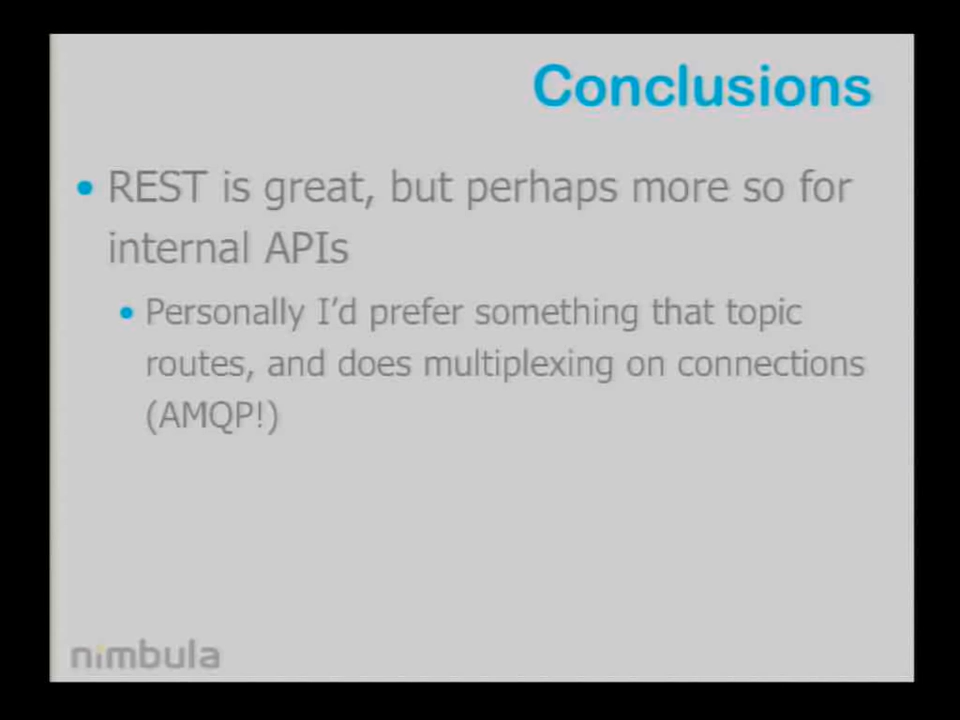 Conclusions
• REST is great, but perhaps more so for
internal APIs
• Personally I'd prefer something that topic
routes, and does multiplexing on connections
(AMQP!)
nimbula